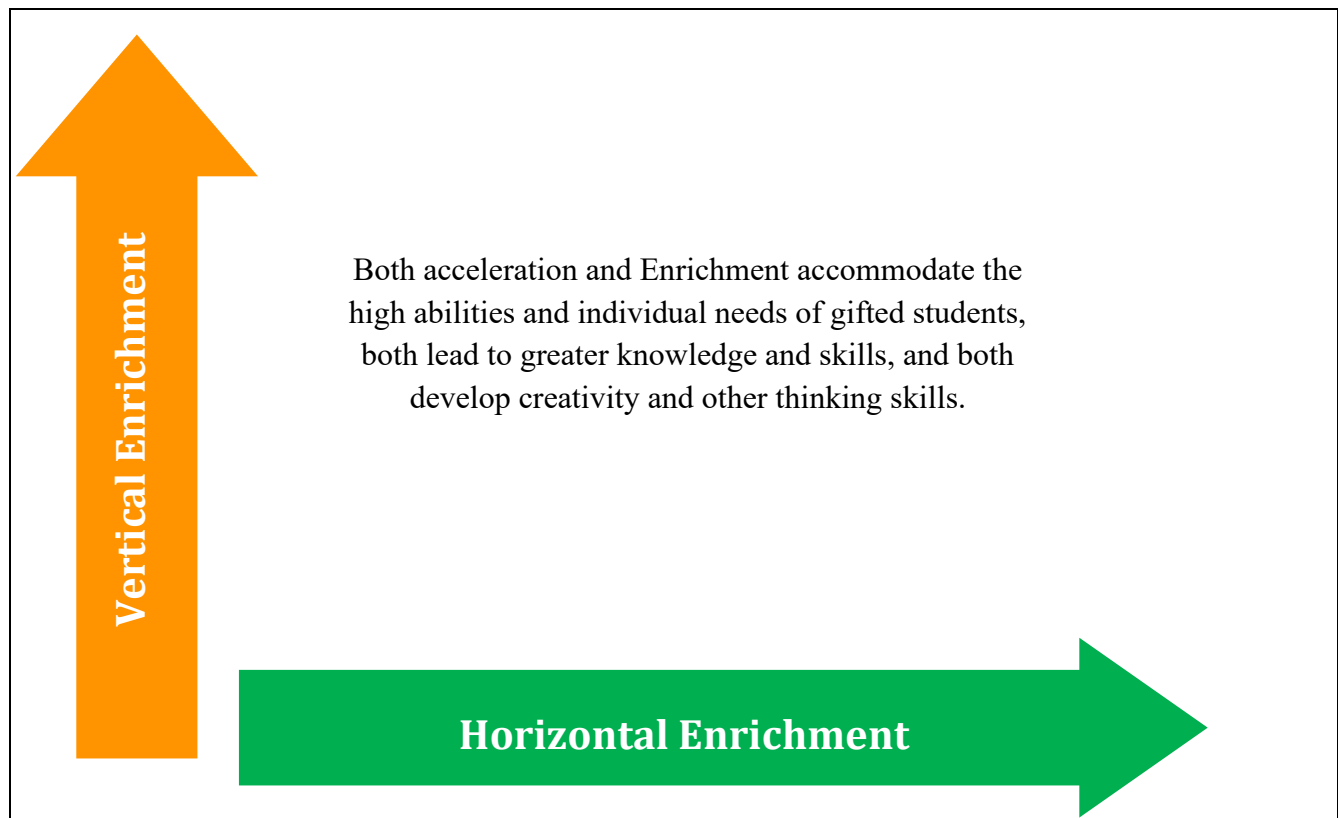 Vertical Enrichment
Both acceleration and Enrichment accommodate the
high abilities and individual needs of gifted students,
both lead to greater knowledge and skills, and both
develop creativity and other thinking skills.
Horizontal Enrichment